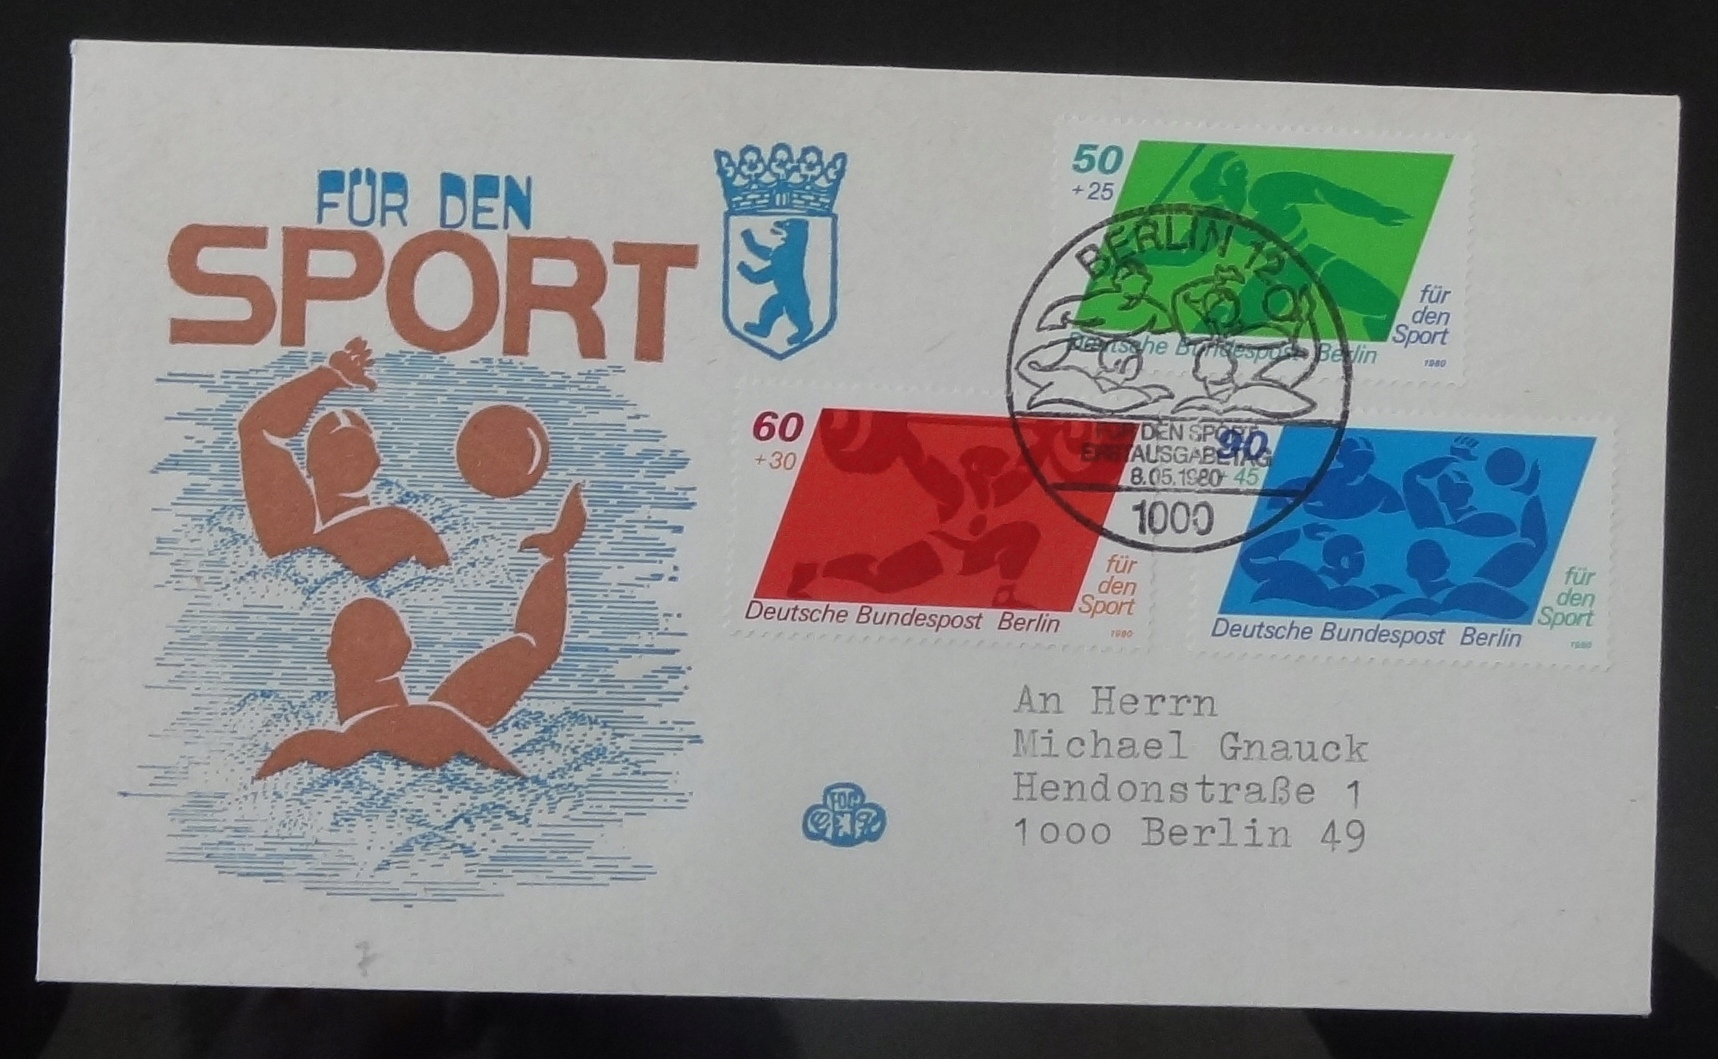 FÜR DEN
SPORT
50
+ 25
für
den
Sport
Deutsche Bundespost Berlin
1980
BERLIN 12
FÜR DEN SPORT
ERSTAUSGABETAG
8.05.1980
1000
60
+ 30
für
den
Sport
Deutsche Bundespost Berlin
1980
90
+ 45
für
den
Sport
Deutsche Bundespost Berlin
1980
An Herrn
Michael Gnauck
Hendonstraße 1
1000 Berlin 49